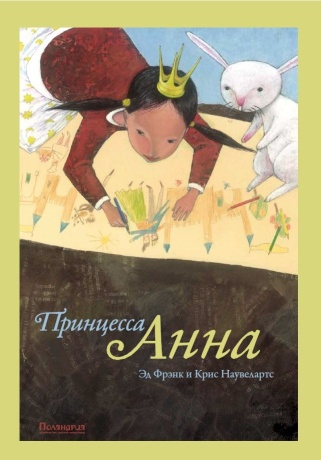 Принцесса
Анна
Эд Фрэнк и Крис Наувелартс
Поляндрия